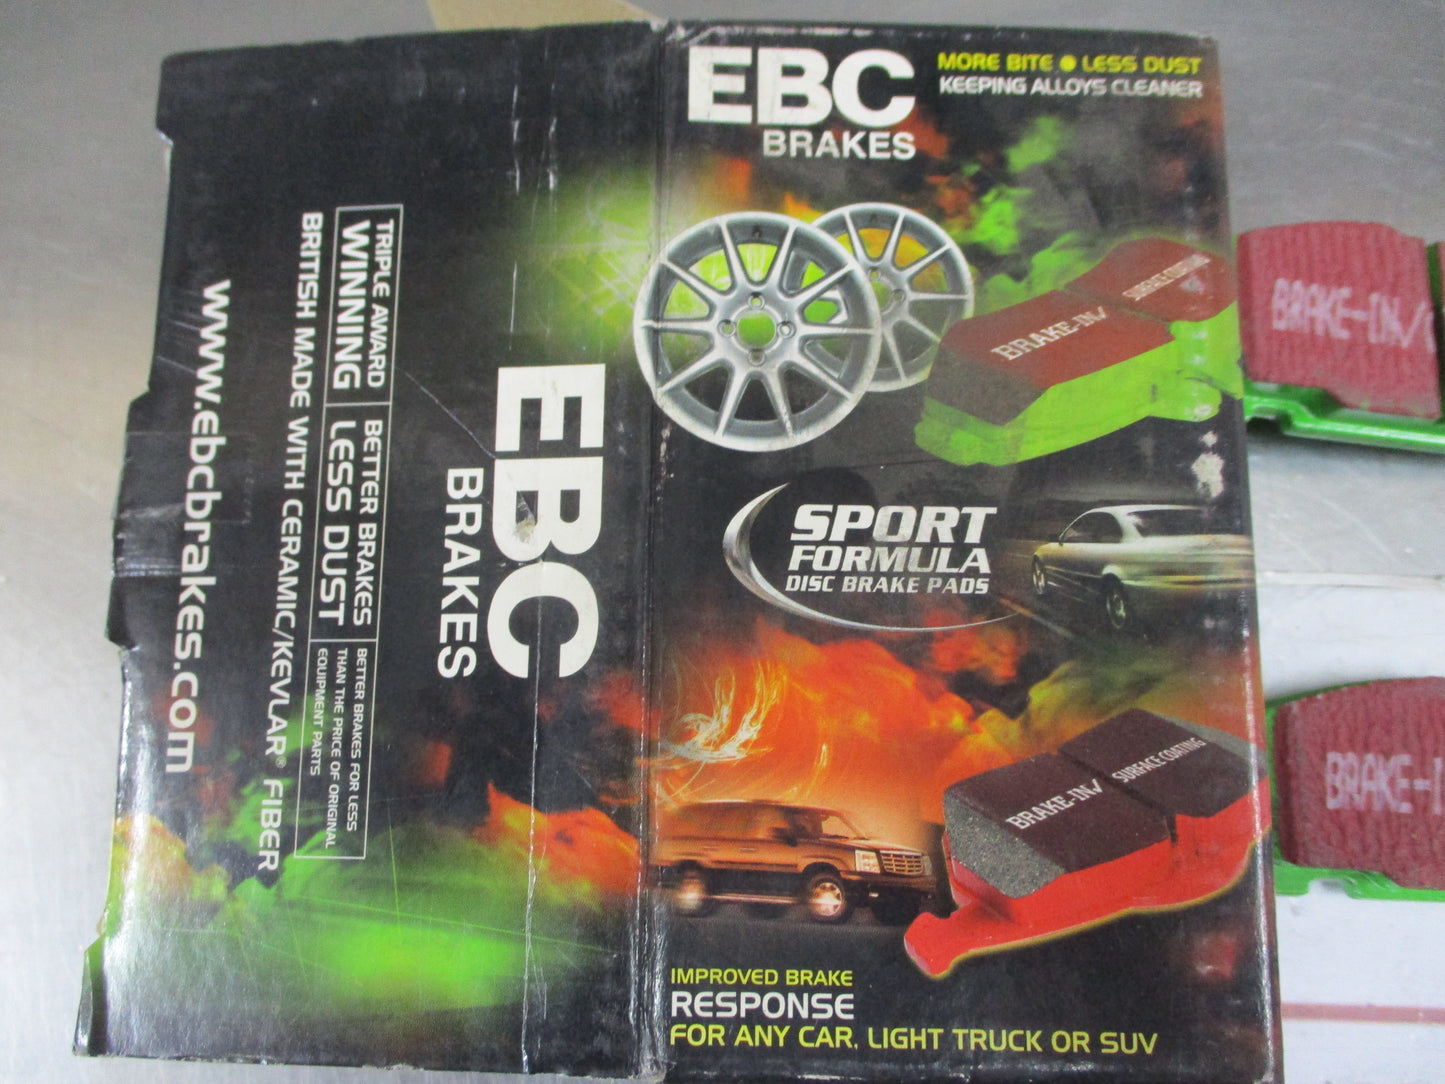 EBC
BRAKES
MORE BITE ● LESS DUST
KEEPING ALLOYS CLEANER
BRAKE-IN
SURFACE COATING
SPORT
FORMULA
DISC BRAKE PADS
BRAKE-IN
SURFACE COATING
IMPROVED BRAKE
RESPONSE
FOR ANY CAR, LIGHT TRUCK OR SUV
EBC
BRAKES
TRIPLE AWARD
WINNING
BETTER BRAKES
LESS DUST
BETTER BRAKES FOR LESS
THAN THE PRICE OF ORIGINAL
EQUIPMENT PARTS
BRITISH MADE WITH CERAMIC/KEVLAR® FIBER
www.ebcbrakes.com
BRAKE-IN
BRAKE-I